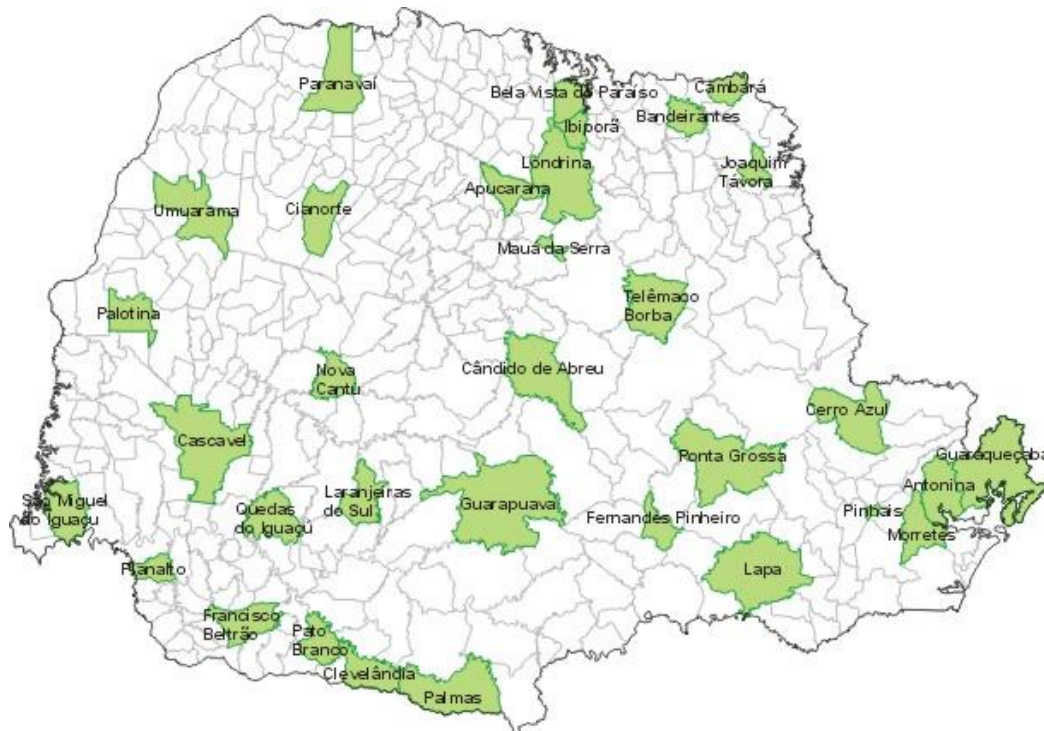 Paranavaí
Bela Vista do Paraíso
Cambará
Bandeirantes
Ibiporã
Londrina
Joaquim
Távora
Apucarana
Umuarama
Cianorte
Mauá da Serra
Telêmaco
Borba
Palotina
Nova
Cantu
Cândido de Abreu
Cerro Azul
Cascavel
Ponta Grossa
Guaraqueçaba
Antonina
São Miguel
do Iguaçu
Quedas
do Iguaçú
Laranjeiras
do Sul
Guarapuava
Fernandes Pinheiro
Pinhais
Morretes
Planalto
Lapa
Francisco
Beltrão
Pato
Branco
Clevelândia
Palmas